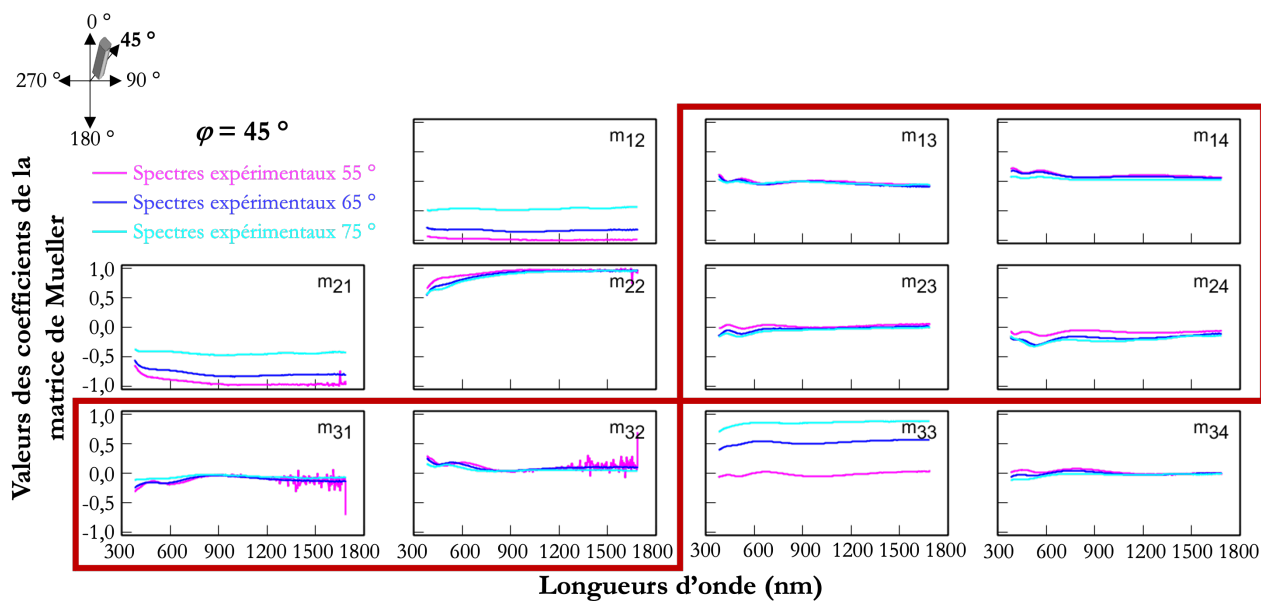 0 °
45 °
270 °
90 °
180 °
φ = 45 °
Spectres expérimentaux 55 °
Spectres expérimentaux 65 °
Spectres expérimentaux 75 °
Valeurs des coefficients de la
matrice de Mueller
m12
m13
m14
1,0
0,5
0,0
-0,5
-1,0
m21
m22
m23
m24
1,0
0,5
0,0
-0,5
-1,0
m31
m32
m33
m34
300 600 900 1200 1500 1800
300 600 900 1200 1500 1800
300 600 900 1200 1500 1800
300 600 900 1200 1500 1800
Longueurs d’onde (nm)